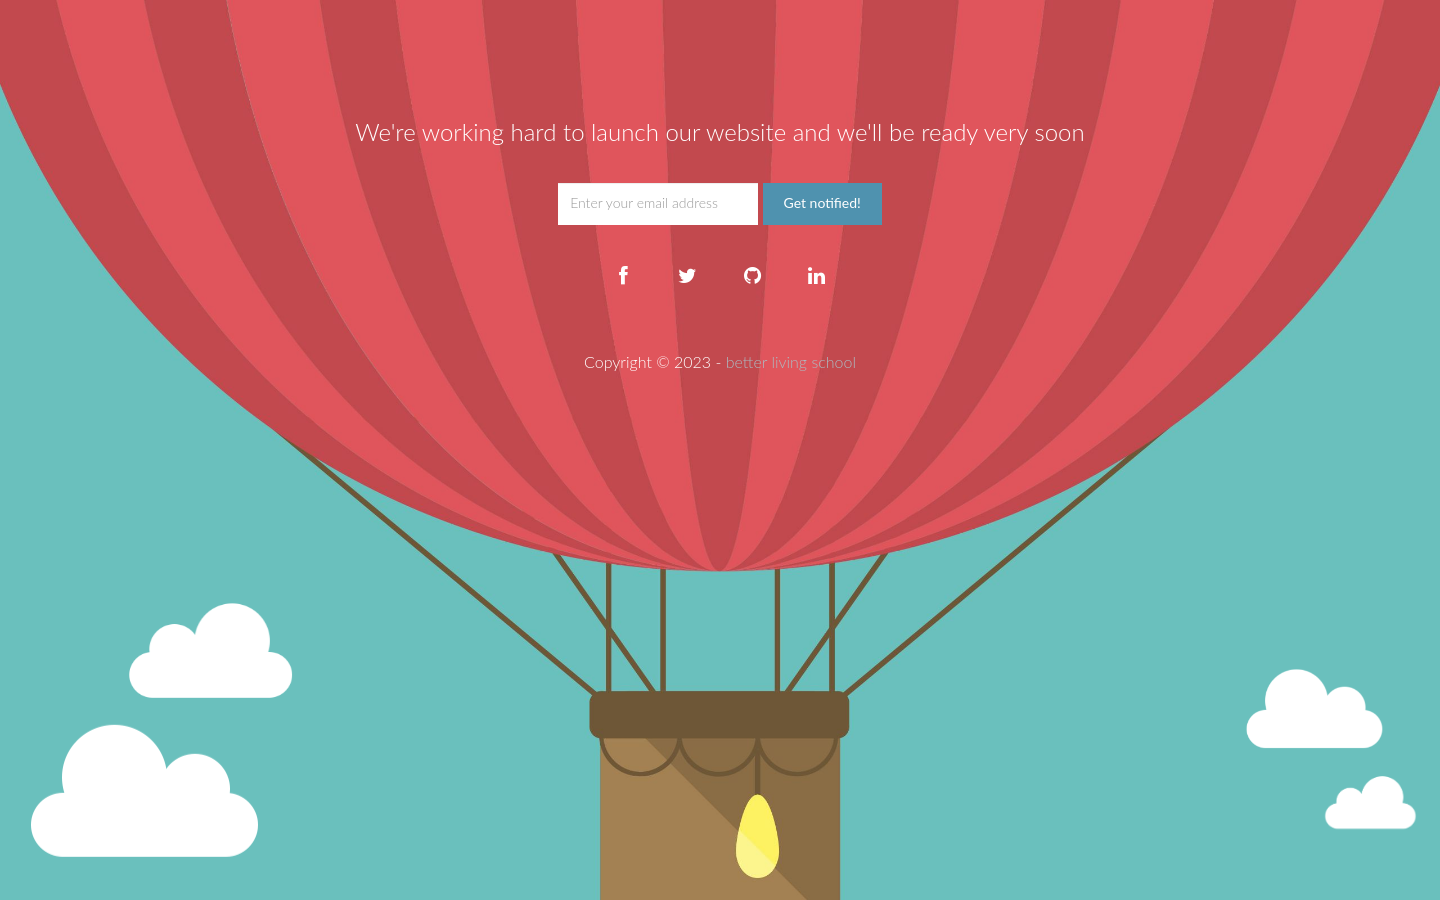 We're working hard to launch our website and we'll be ready very soon
Enter your email address
Get notified!
Copyright © 2023 - better living school